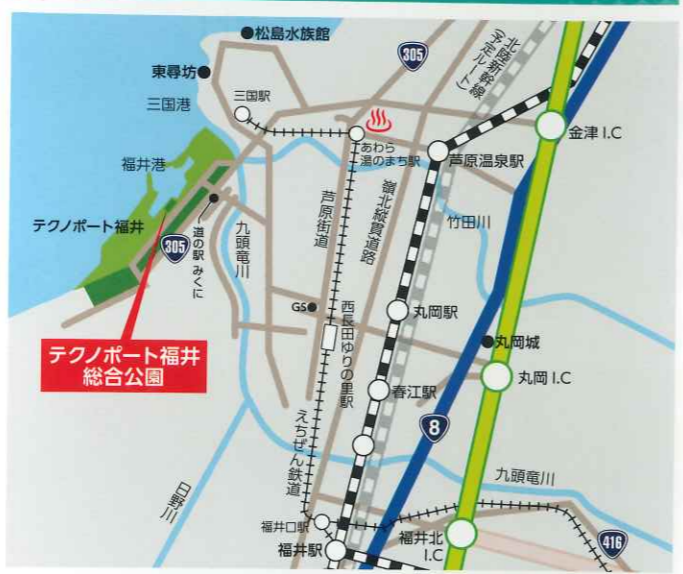 松島水族館
東尋坊
三国港
三国駅
305
北陸新幹線
(予定ルート)
金津 I.C
あわら
湯のまち駅
芦原温泉駅
福井港
テクノポート福井
305
道の駅 みくに
九頭竜川
芦原街道
嶺北縦貫道路
竹田川
GS
丸岡駅
丸岡城
西長田ゆりの里駅
テクノポート福井
総合公園
春江駅
丸岡 I.C
8
えちぜん鉄道
日野川
九頭竜川
福井口駅
福井駅
福井北
I.C
416